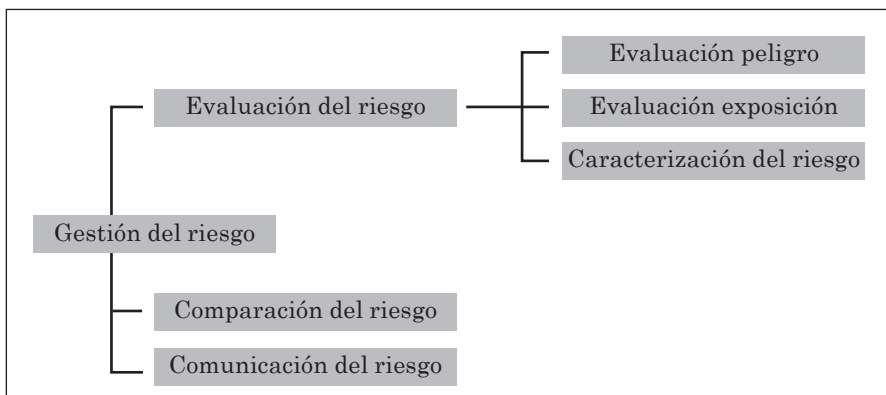 Evaluación peligro
Evaluación del riesgo
Evaluación exposición
Caracterización del riesgo
Gestión del riesgo
Comparación del riesgo
Comunicación del riesgo